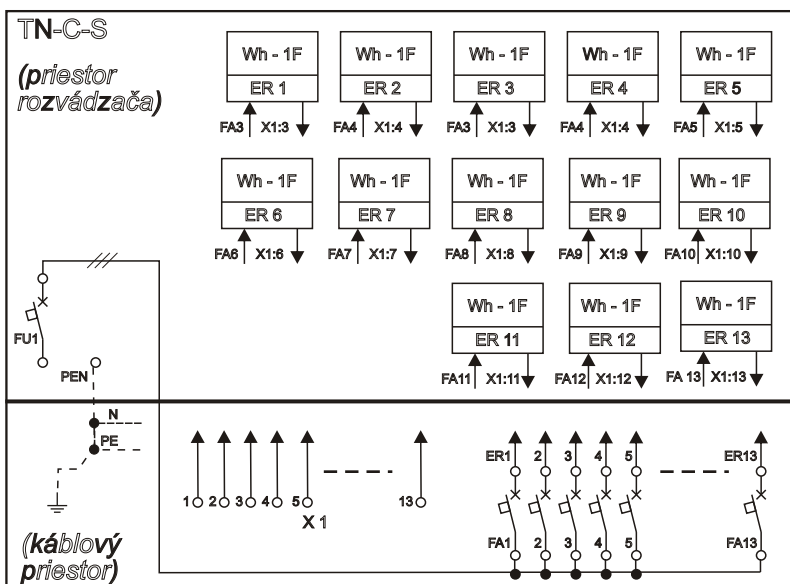 TN-C-S
(priestor
rozvádzača)
Wh - 1F Wh - 1F Wh - 1F Wh - 1F Wh - 1F
ER 1 ER 2 ER 3 ER 4 ER 5
FA3 X1:3 FA4 X1:4 FA3 X1:3 FA4 X1:4 FA5 X1:5
Wh - 1F Wh - 1F Wh - 1F Wh - 1F Wh - 1F
ER 6 ER 7 ER 8 ER 9 ER 10
FA6 X1:6 FA7 X1:7 FA8 X1:8 FA9 X1:9 FA10 X1:10
Wh - 1F Wh - 1F Wh - 1F
ER 11 ER 12 ER 13
FA11 X1:11 FA12 X1:12 FA 13 X1:13
FU1
PEN
N
PE
ER1 2 3 4 5 ER13
1 2 3 4 5 13
X 1
FA1 2 3 4 5 FA13
(káblový
priestor)